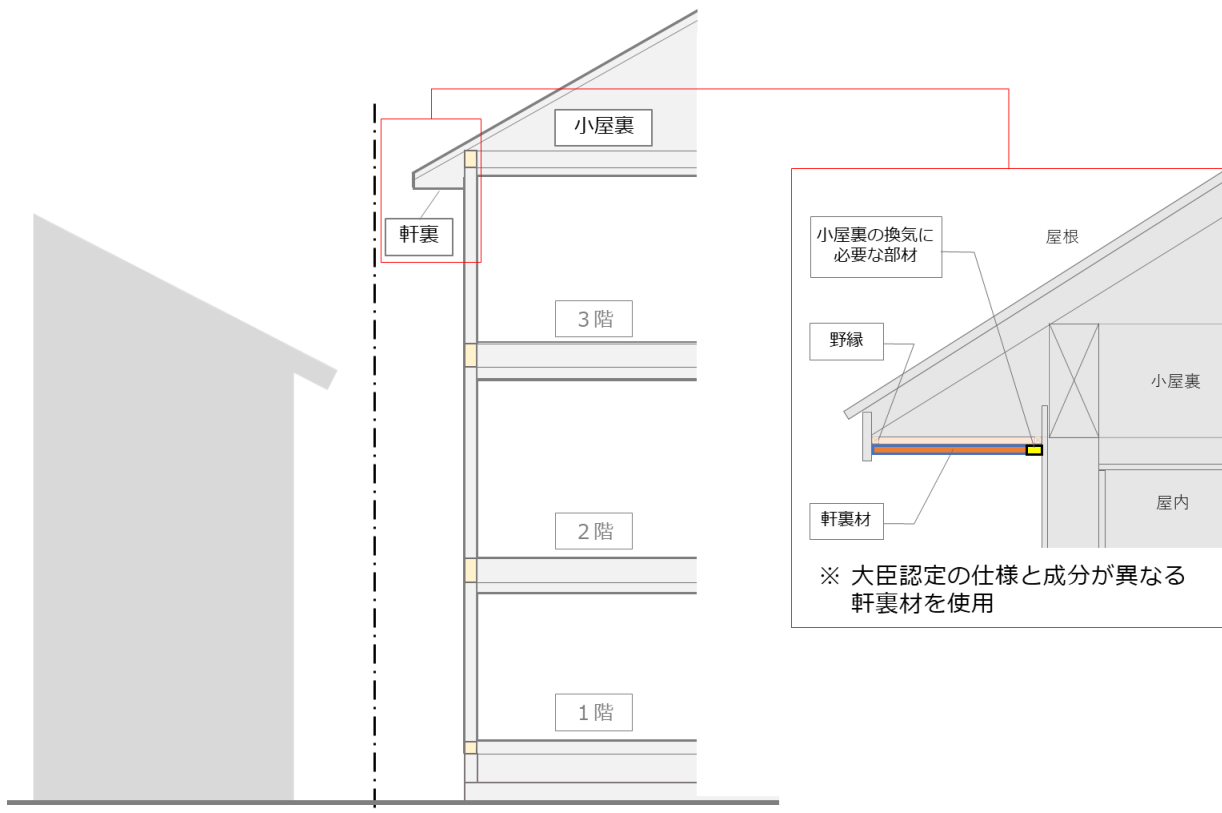 小屋裏
軒裏
3階
2階
1階
小屋裏の換気に
必要な部材
屋根
野縁
小屋裏
軒裏材
屋内
※ 大臣認定の仕様と成分が異なる
軒裏材を使用